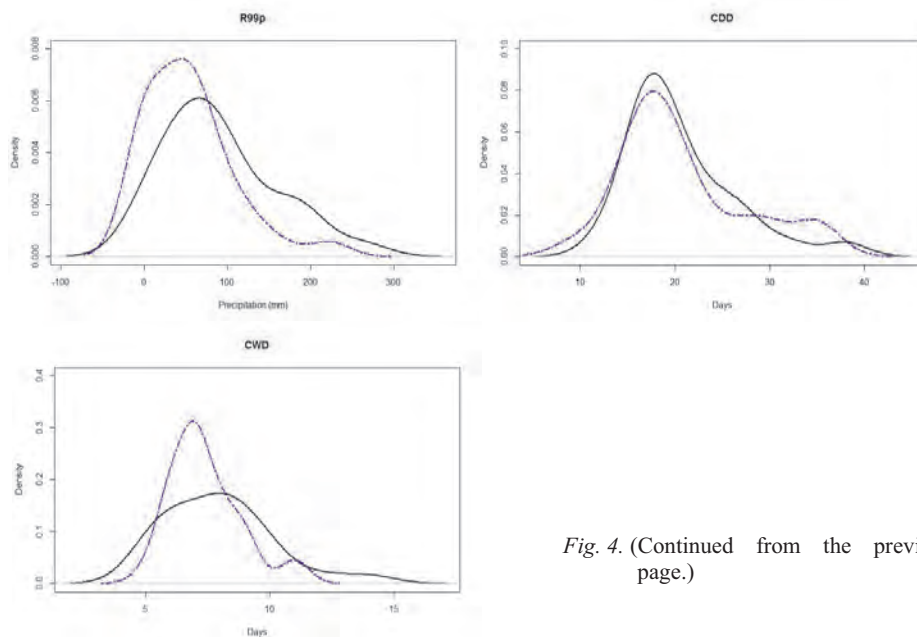 R99p
Density
0.000 0.002 0.004 0.006 0.008
-100 0 100 200 300
Precipitation (mm)
CDD
Density
0.00 0.02 0.04 0.06 0.08 0.10
10 20 30 40
Days
CWD
Density
0.0 0.1 0.2 0.3 0.4
5 10 15
Days
Fig. 4. (Continued from the previ
page.)